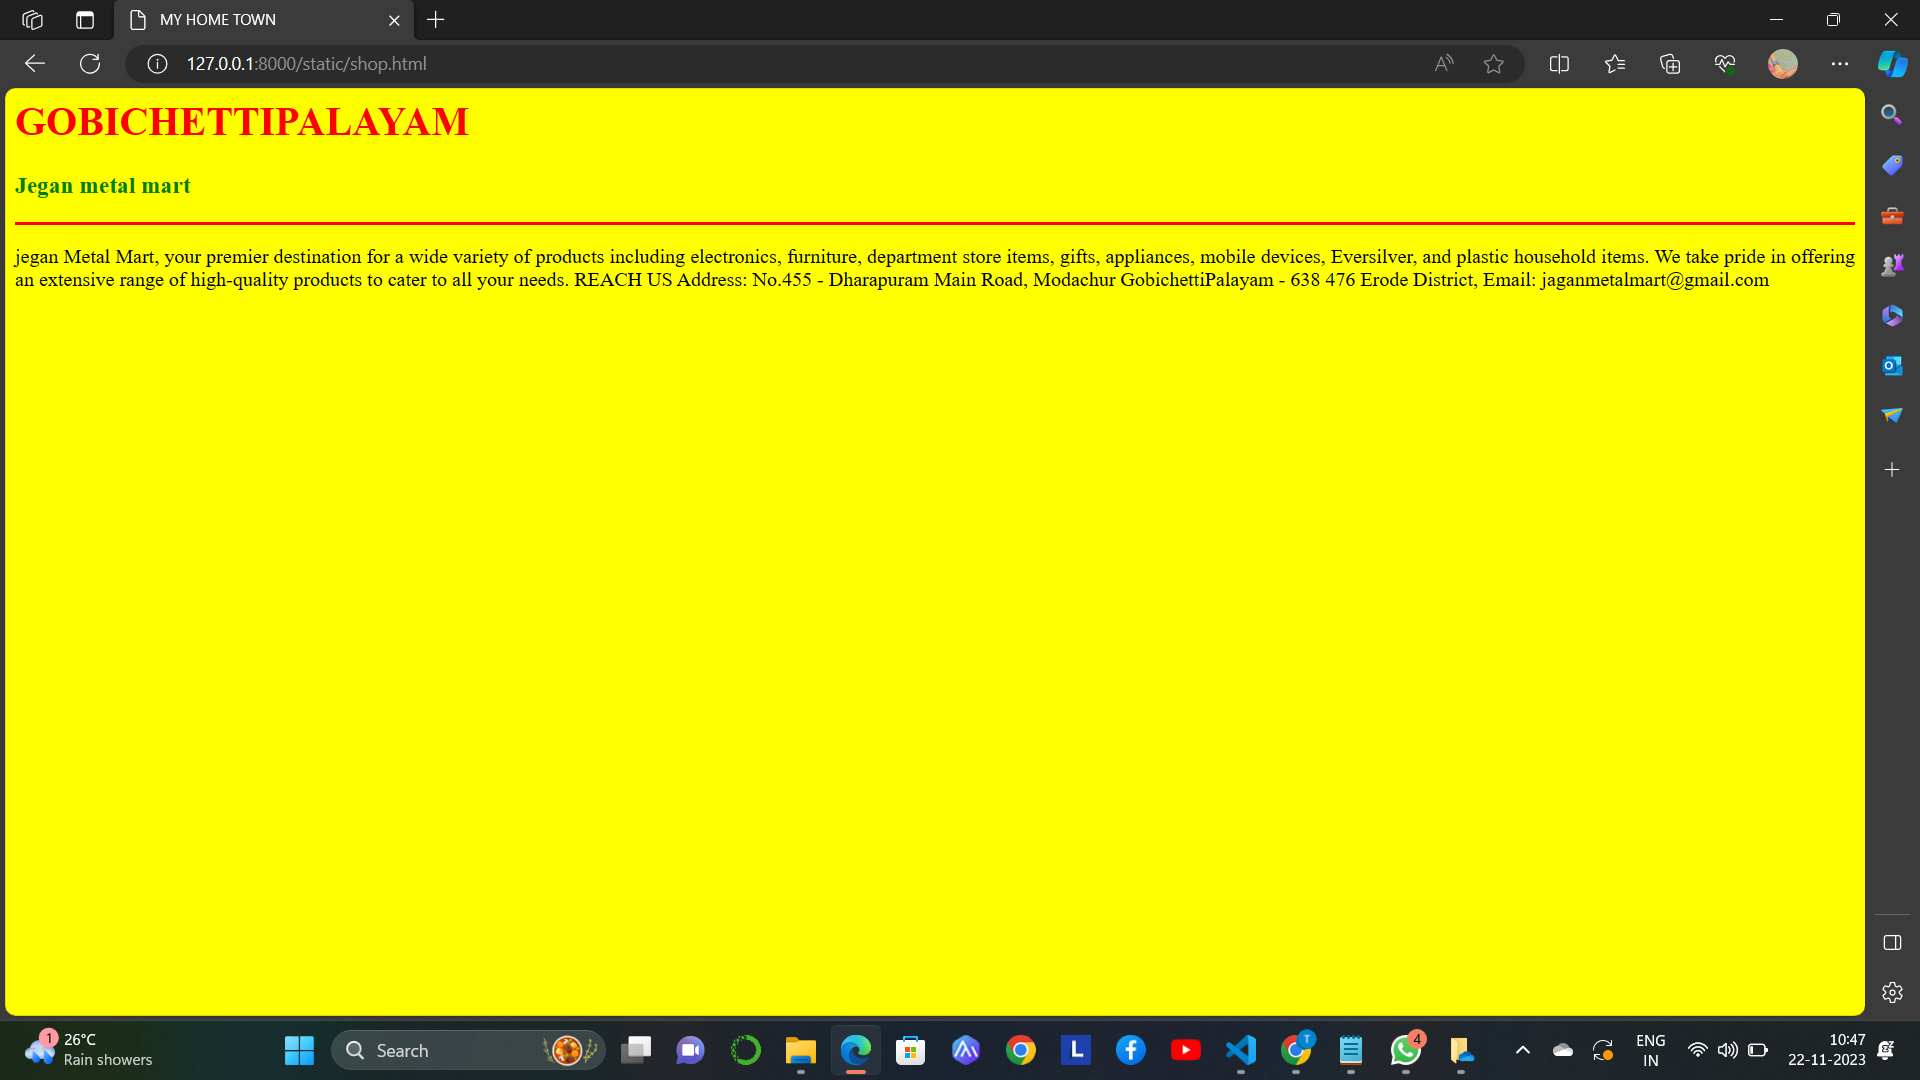 MY HOME TOWN
127.0.0.1:8000/static/shop.html
GOBICHETTIPALAYAM
Jegan metal mart
jegan Metal Mart, your premier destination for a wide variety of products including electronics, furniture, department store items, gifts, appliances, mobile devices, Eversilver, and plastic household items. We take pride in offering
an extensive range of high-quality products to cater to all your needs. REACH US Address: No.455 - Dharapuram Main Road, Modachur GobichettiPalayam - 638 476 Erode District, Email: jaganmetalmart@gmail.com
1
26°C
Rain showers
Search
L
T
4
ENG
IN
10:47
22-11-2023